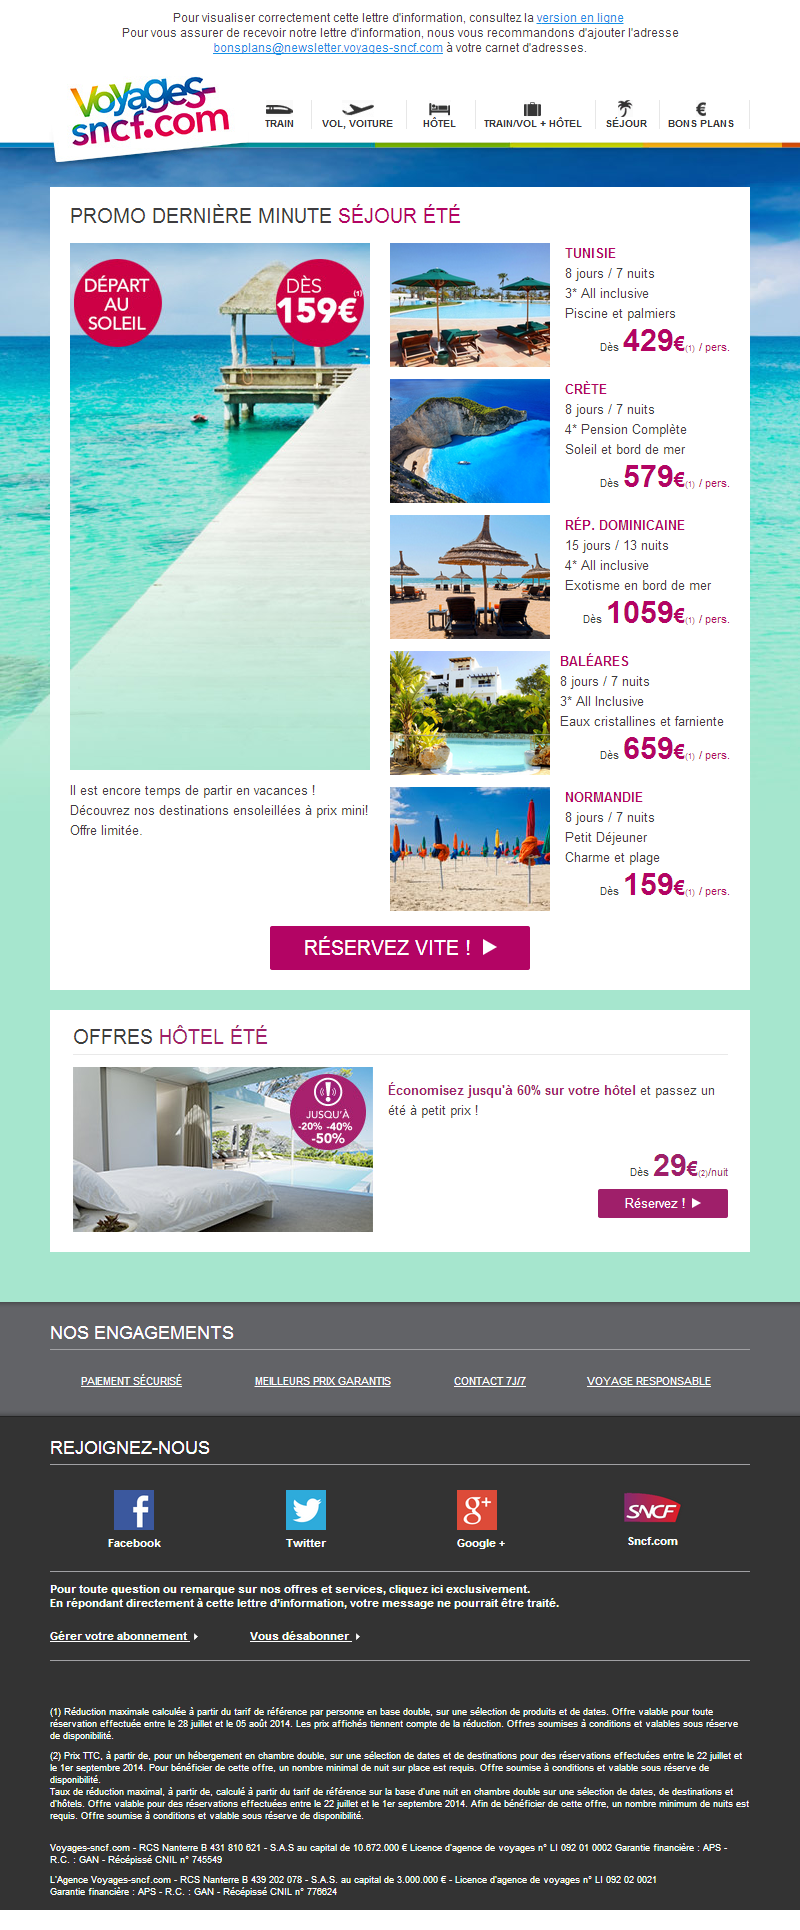 Pour visualiser correctement cette lettre d'information, consultez la version en ligne
Pour vous assurer de recevoir notre lettre d'information, nous vous recommandons d'ajouter l'adresse
bonsplans@newsletter.voyages-sncf.com à votre carnet d'adresses.
Voyages-
sncf.com
TRAIN
VOL, VOITURE
HÔTEL
TRAIN/VOL + HÔTEL
SÉJOUR
BONS PLANS
PROMO DERNIÈRE MINUTE SÉJOUR ÉTÉ
DÉPART
AU
SOLEIL
DÈS
159€(1)
Il est encore temps de partir en vacances !
Découvrez nos destinations ensoleillées à prix mini!
Offre limitée.
TUNISIE
8 jours / 7 nuits
3* All inclusive
Piscine et palmiers
Dès 429€(1) / pers.
CRÈTE
8 jours / 7 nuits
4* Pension Complète
Soleil et bord de mer
Dès 579€(1) / pers.
RÉP. DOMINICAINE
15 jours / 13 nuits
4* All inclusive
Exotisme en bord de mer
Dès 1059€(1) / pers.
BALÉARES
8 jours / 7 nuits
3* All Inclusive
Eaux cristallines et farniente
Dès 659€(1) / pers.
NORMANDIE
8 jours / 7 nuits
Petit Déjeuner
Charme et plage
Dès 159€(1) / pers.
RÉSERVEZ VITE !
OFFRES HÔTEL ÉTÉ
JUSQU'À
-20% -40%
-50%
Économisez jusqu'à 60% sur votre hôtel et passez un
été à petit prix !
Dès 29€(2)/nuit
Réservez !
NOS ENGAGEMENTS
PAIEMENT SÉCURISÉ
MEILLEURS PRIX GARANTIS
CONTACT 7J/7
VOYAGE RESPONSABLE
REJOIGNEZ-NOUS
Facebook
Twitter
Google +
SNCF
Sncf.com
Pour toute question ou remarque sur nos offres et services, cliquez ici exclusivement.
En répondant directement à cette lettre d'information, votre message ne pourrait être traité.
Gérer votre abonnement
Vous désabonner
(1) Réduction maximale calculée à partir du tarif de référence par personne en base double, sur une sélection de produits et de dates. Offre valable pour toute
réservation effectuée entre le 28 juillet et le 05 août 2014. Les prix affichés tiennent compte de la réduction. Offres soumises à conditions et valables sous réserve
de disponibilité.
(2) Prix TTC, à partir de, pour un hébergement en chambre double, sur une sélection de dates et de destinations pour des réservations effectuées entre le 22 juillet et
le 1er septembre 2014. Pour bénéficier de cette offre, un nombre minimal de nuit sur place est requis. Offre soumise à conditions et valable sous réserve de
disponibilité.
Taux de réduction maximal, à partir de, calculé à partir du tarif de référence sur la base d'une nuit en chambre double sur une sélection de dates, de destinations et
d'hôtels. Offre valable pour des réservations effectuées entre le 22 juillet et le 1er septembre 2014. Afin de bénéficier de cette offre, un nombre minimum de nuits est
requis. Offre soumise à conditions et valable sous réserve de disponibilité.
Voyages-sncf.com - RCS Nanterre B 431 810 621 - S.A.S au capital de 10.672.000 € Licence d'agence de voyages n° LI 092 01 0002 Garantie financière : APS -
R.C. : GAN - Récépissé CNIL n° 745549
L'Agence Voyages-sncf.com - RCS Nanterre B 439 202 078 - S.A.S. au capital de 3.000.000 € - Licence d'agence de voyages n° LI 092 02 0021
Garantie financière : APS - R.C. : GAN - Récépissé CNIL n° 776624